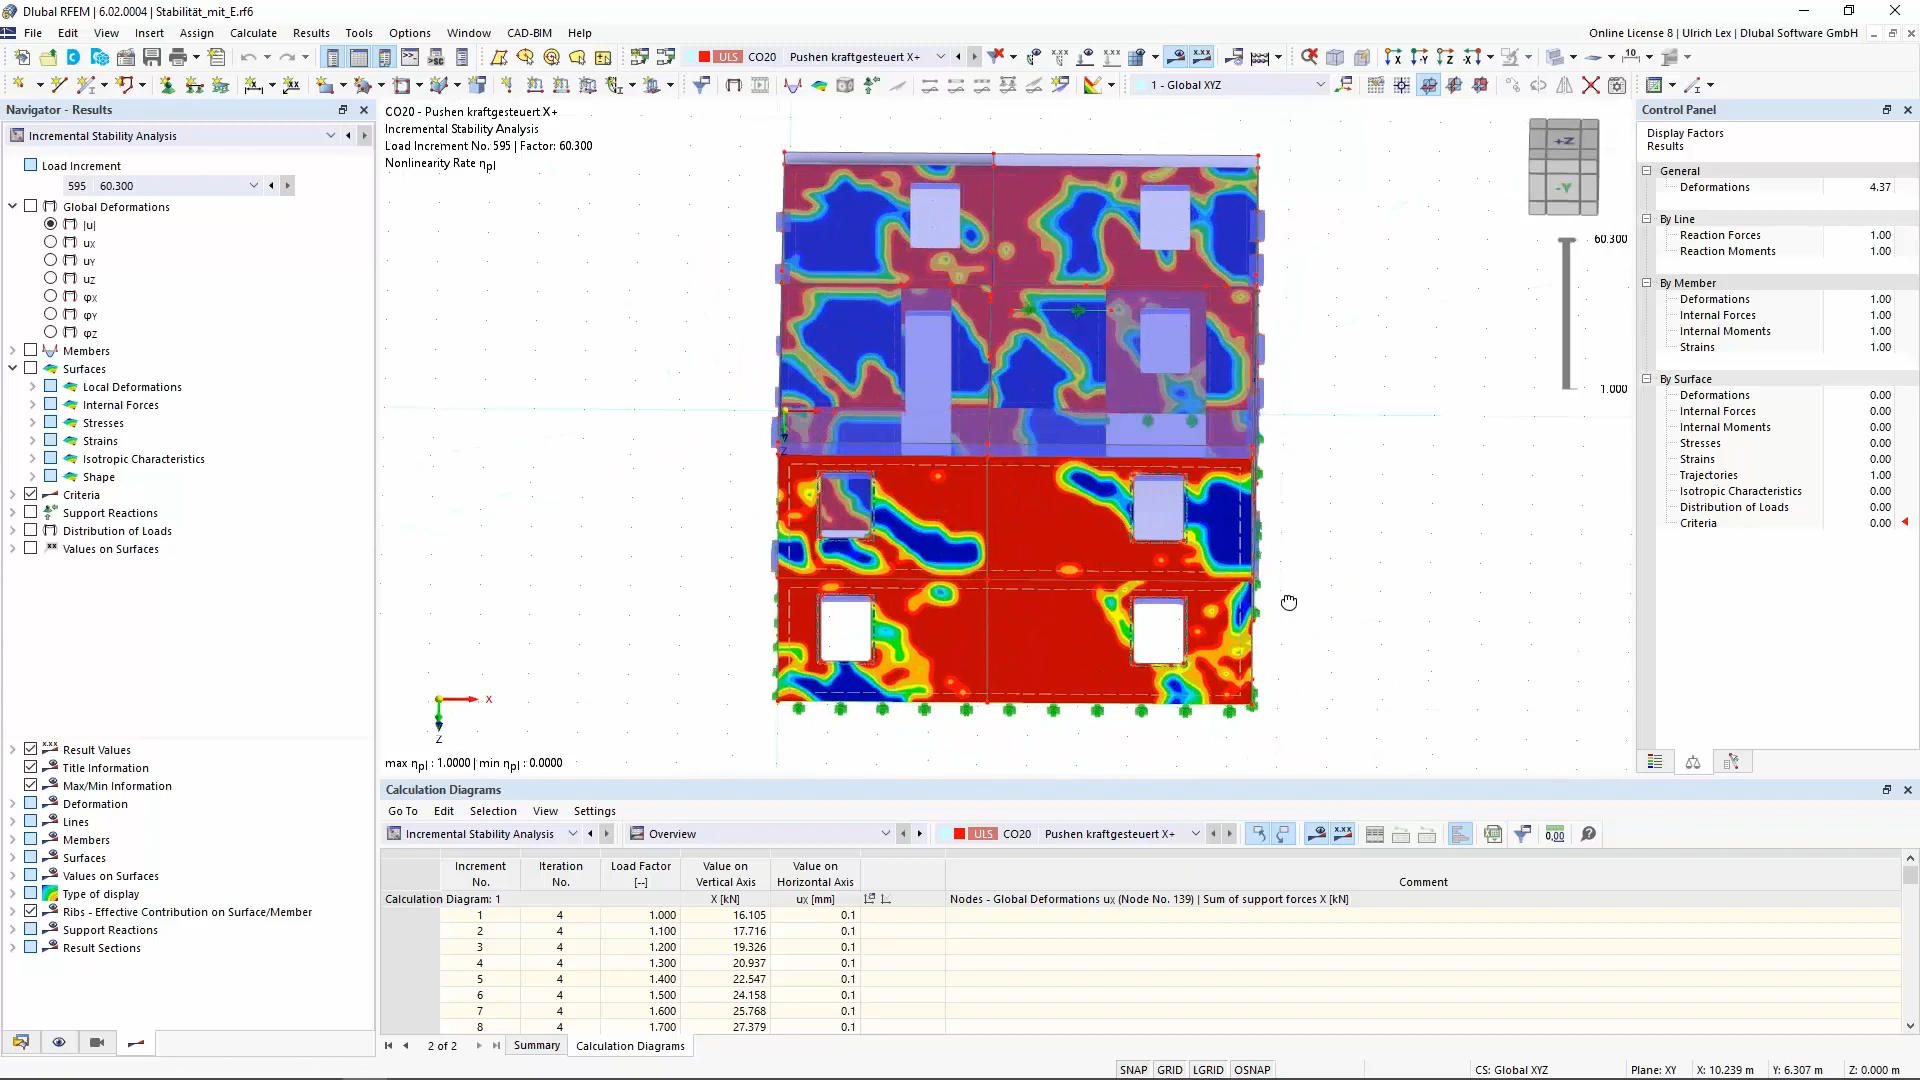 Dlubal RFEM | 6.02.0004 | Stabilität_mit_E.rf6
File Edit View Insert Assign Calculate Results Tools Options Window CAD-BIM Help
Online License 8 | Ulrich Lex | Dlubal Software GmbH
ULS CO20 Pushen kraftgesteuert X+
1 - Global XYZ
Navigator - Results
Incremental Stability Analysis
Load Increment
595 60.300
Global Deformations
|u|
uX
uY
uZ
φX
φY
φZ
Members
Surfaces
Local Deformations
Internal Forces
Stresses
Strains
Isotropic Characteristics
Shape
Criteria
Support Reactions
Distribution of Loads
Values on Surfaces
Result Values
Title Information
Max/Min Information
Deformation
Lines
Members
Surfaces
Values on Surfaces
Type of display
Ribs - Effective Contribution on Surface/Member
Support Reactions
Result Sections
CO20 - Pushen kraftgesteuert X+
Incremental Stability Analysis
Load Increment No. 595 | Factor: 60.300
Nonlinearity Rate ηpl
+Z
-Y
60.300
1.000
Z
X
Z
max ηpl : 1.0000 | min ηpl : 0.0000
Control Panel
Display Factors
Results
General
Deformations 4.37
By Line
Reaction Forces 1.00
Reaction Moments 1.00
By Member
Deformations 1.00
Internal Forces 1.00
Internal Moments 1.00
Strains 1.00
By Surface
Deformations 0.00
Internal Forces 0.00
Internal Moments 0.00
Stresses 0.00
Strains 0.00
Trajectories 1.00
Isotropic Characteristics 0.00
Distribution of Loads 0.00
Criteria 0.00
Calculation Diagrams
Go To Edit Selection View Settings
Incremental Stability Analysis Overview ULS CO20 Pushen kraftgesteuert X+
Increment Iteration Load Factor Value on Value on
No. No. [--] Vertical Axis Horizontal Axis Comment
Calculation Diagram: 1 X [kN] uX [mm] Nodes - Global Deformations uX (Node No. 139) | Sum of support forces X [kN]
1 4 1.000 16.105 0.1
2 4 1.100 17.716 0.1
3 4 1.200 19.326 0.1
4 4 1.300 20.937 0.1
5 4 1.400 22.547 0.1
6 4 1.500 24.158 0.1
7 4 1.600 25.768 0.1
8 4 1.700 27.379 0.1
2 of 2 Summary Calculation Diagrams
SNAP GRID LGRID OSNAP CS: Global XYZ Plane: XY X: 10.239 m Y: 6.307 m Z: 0.000 m